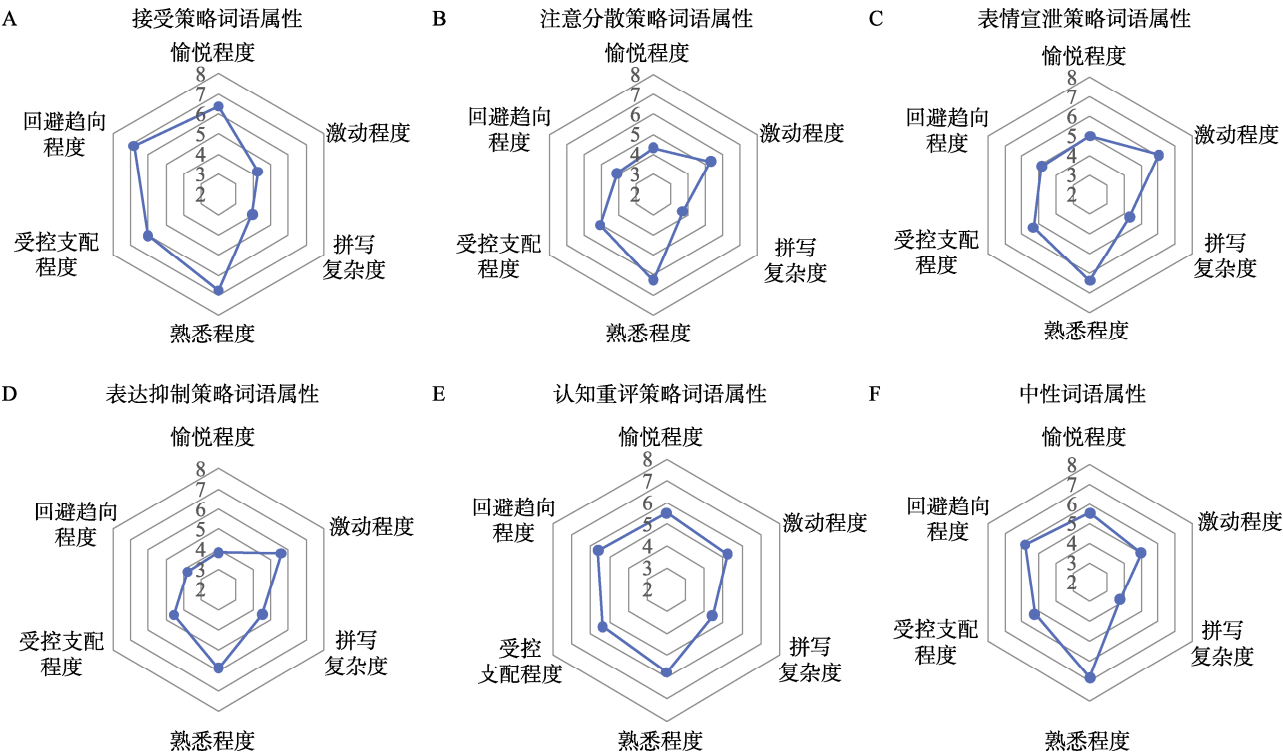 A 接受策略词语属性
愉悦程度
8
7
6
5
4
3
2
激动程度
拼写
复杂度
熟悉程度
受控支配
程度
回避趋向
程度
B 注意分散策略词语属性
愉悦程度
8
7
6
5
4
3
2
激动程度
拼写
复杂度
熟悉程度
受控支配
程度
回避趋向
程度
C 表情宣泄策略词语属性
愉悦程度
8
7
6
5
4
3
2
激动程度
拼写
复杂度
熟悉程度
受控支配
程度
回避趋向
程度
D 表达抑制策略词语属性
愉悦程度
8
7
6
5
4
3
2
激动程度
拼写
复杂度
熟悉程度
受控支配
程度
回避趋向
程度
E 认知重评策略词语属性
愉悦程度
8
7
6
5
4
3
2
激动程度
拼写
复杂度
熟悉程度
受控
支配程度
回避趋向
程度
F 中性词语属性
愉悦程度
8
7
6
5
4
3
2
激动程度
拼写
复杂度
熟悉程度
受控支配
程度
回避趋向
程度